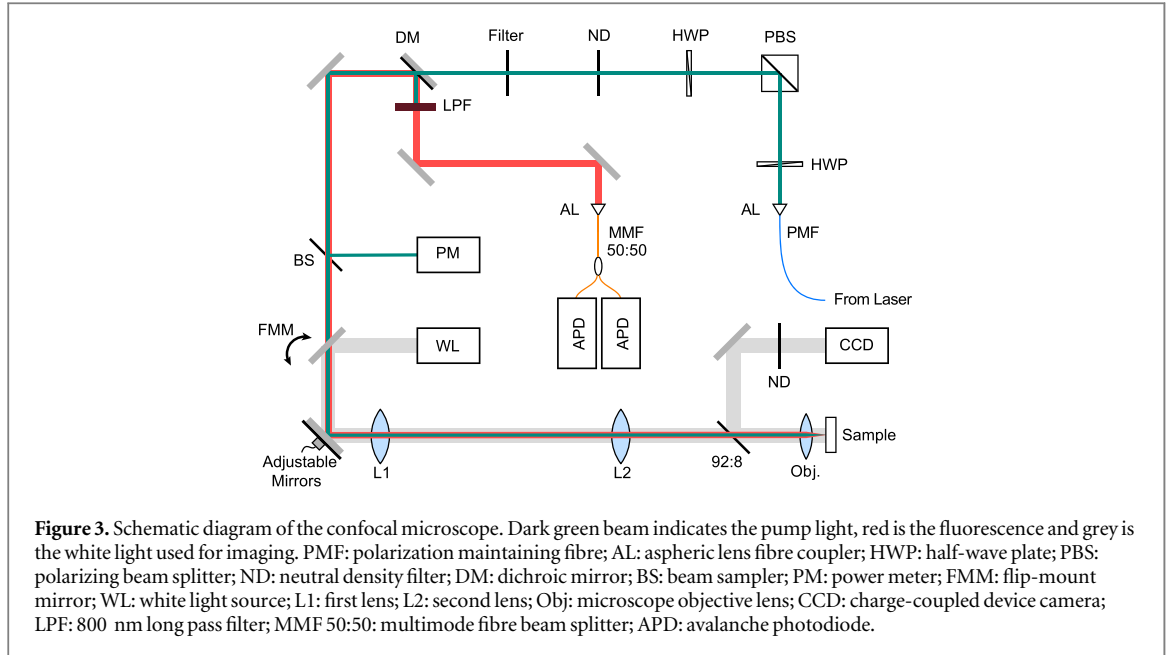 DM
Filter
ND
HWP
PBS
LPF
HWP
AL
AL
PMF
MMF
50:50
BS
PM
From Laser
FMM
WL
APD
APD
CCD
ND
Sample
Adjustable
Mirrors
L1
L2
92:8
Obj.
Figure 3. Schematic diagram of the confocal microscope. Dark green beam indicates the pump light, red is the fluorescence and grey is
the white light used for imaging. PMF: polarization maintaining fibre; AL: aspheric lens fibre coupler; HWP: half-wave plate; PBS:
polarizing beam splitter; ND: neutral density filter; DM: dichroic mirror; BS: beam sampler; PM: power meter; FMM: flip-mount
mirror; WL: white light source; L1: first lens; L2: second lens; Obj: microscope objective lens; CCD: charge-coupled device camera;
LPF: 800 nm long pass filter; MMF 50:50: multimode fibre beam splitter; APD: avalanche photodiode.